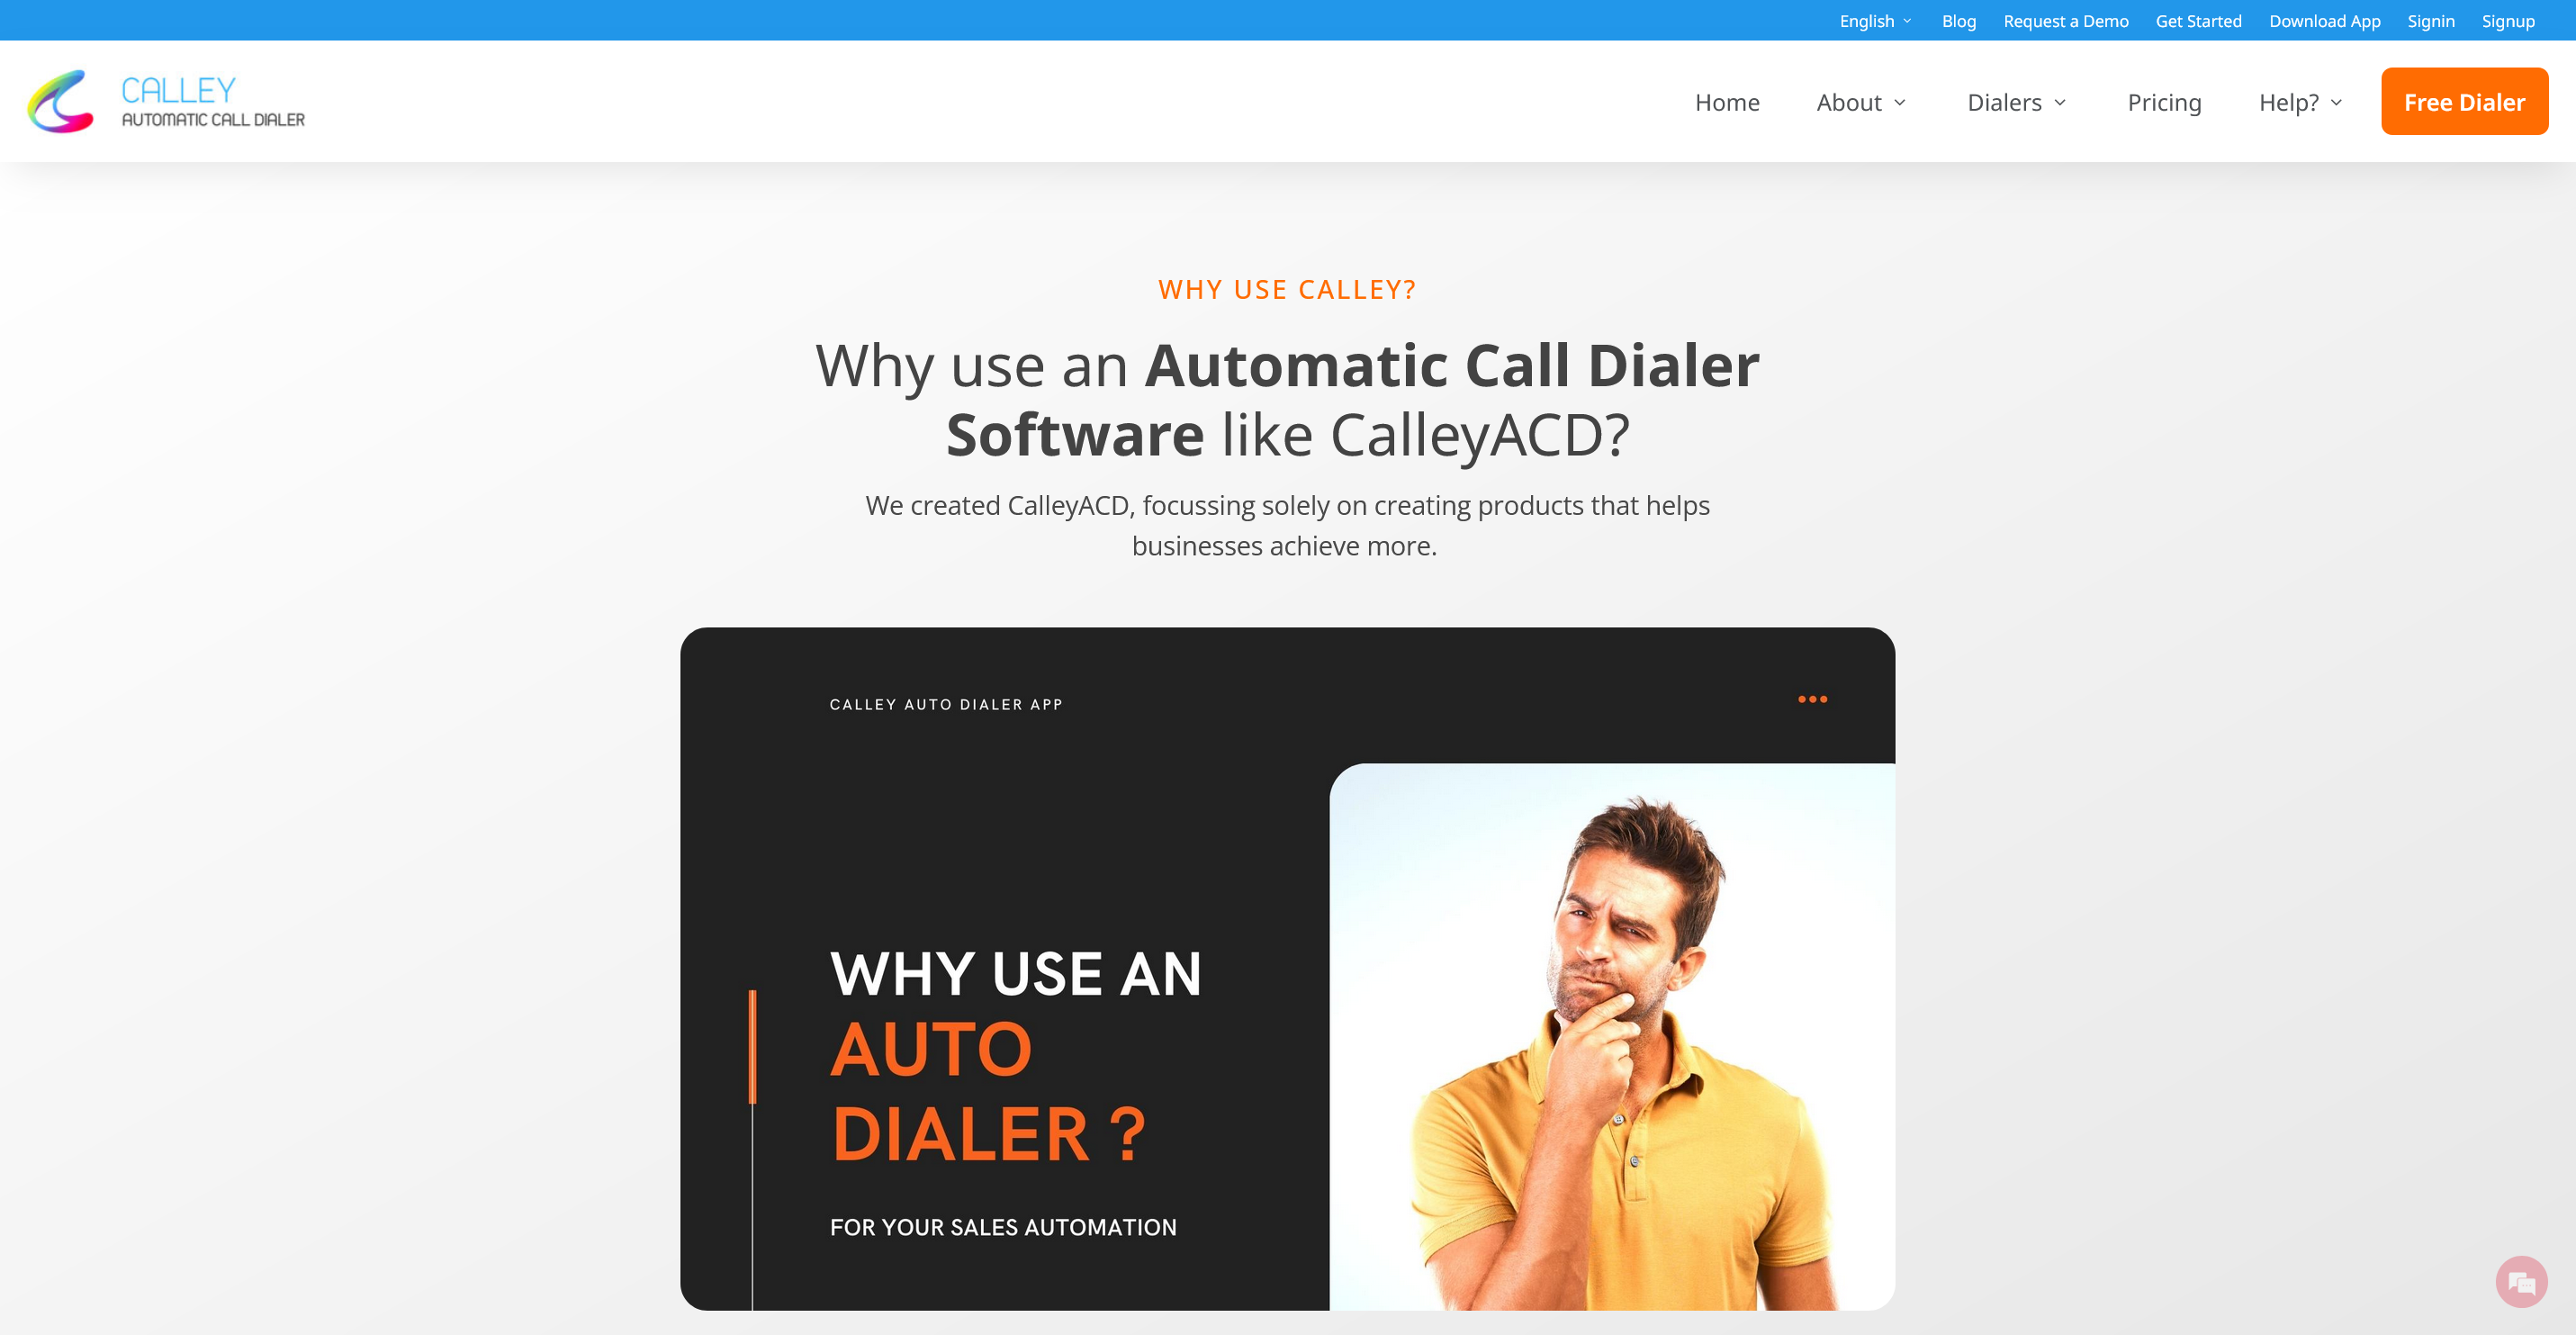 English
Blog
Request a Demo
Get Started
Download App
Signin
Signup
CALLEY
AUTOMATIC CALL DIALER
Home
About
Dialers
Pricing
Help?
Free Dialer
WHY USE CALLEY?
Why use an Automatic Call Dialer
Software like CalleyACD?
We created CalleyACD, focussing solely on creating products that helps
businesses achieve more.
CALLEY AUTO DIALER APP
WHY USE AN
AUTO
DIALER ?
FOR YOUR SALES AUTOMATION